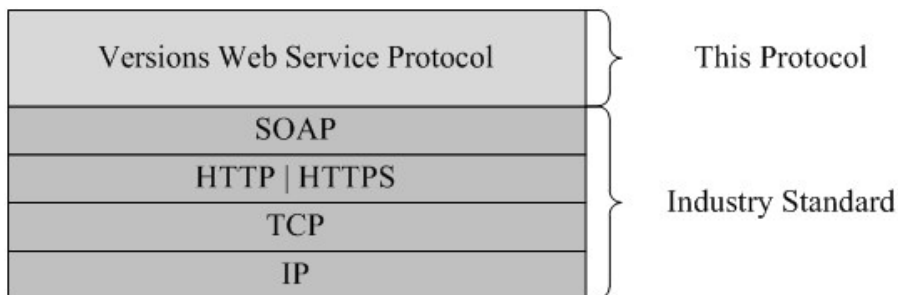 Versions Web Service Protocol
This Protocol
SOAP
HTTP | HTTPS
Industry Standard
TCP
IP